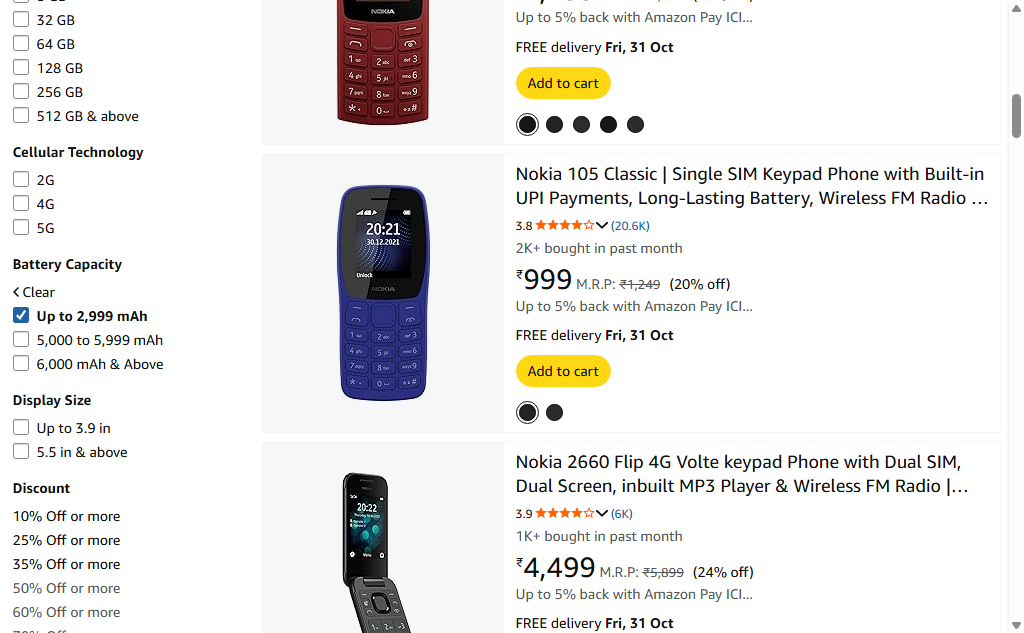 32 GB
64 GB
128 GB
256 GB
512 GB & above
Cellular Technology
2G
4G
5G
Battery Capacity
Clear
Up to 2,999 mAh
5,000 to 5,999 mAh
6,000 mAh & Above
Display Size
Up to 3.9 in
5.5 in & above
Discount
10% Off or more
25% Off or more
35% Off or more
50% Off or more
60% Off or more
NOKIA
Up to 5% back with Amazon Pay ICI...
FREE delivery Fri, 31 Oct
Add to cart
20:21
30.12.2021
Unlock
NOKIA
Nokia 105 Classic | Single SIM Keypad Phone with Built-in
UPI Payments, Long-Lasting Battery, Wireless FM Radio ...
3.8 (20.6K)
2K+ bought in past month
₹999 M.R.P: ₹1,249 (20% off)
Up to 5% back with Amazon Pay ICI...
FREE delivery Fri, 31 Oct
Add to cart
20:22
Menu
Nokia 2660 Flip 4G Volte keypad Phone with Dual SIM,
Dual Screen, inbuilt MP3 Player & Wireless FM Radio |...
3.9 (6K)
1K+ bought in past month
₹4,499 M.R.P: ₹5,899 (24% off)
Up to 5% back with Amazon Pay ICI...
FREE delivery Fri, 31 Oct